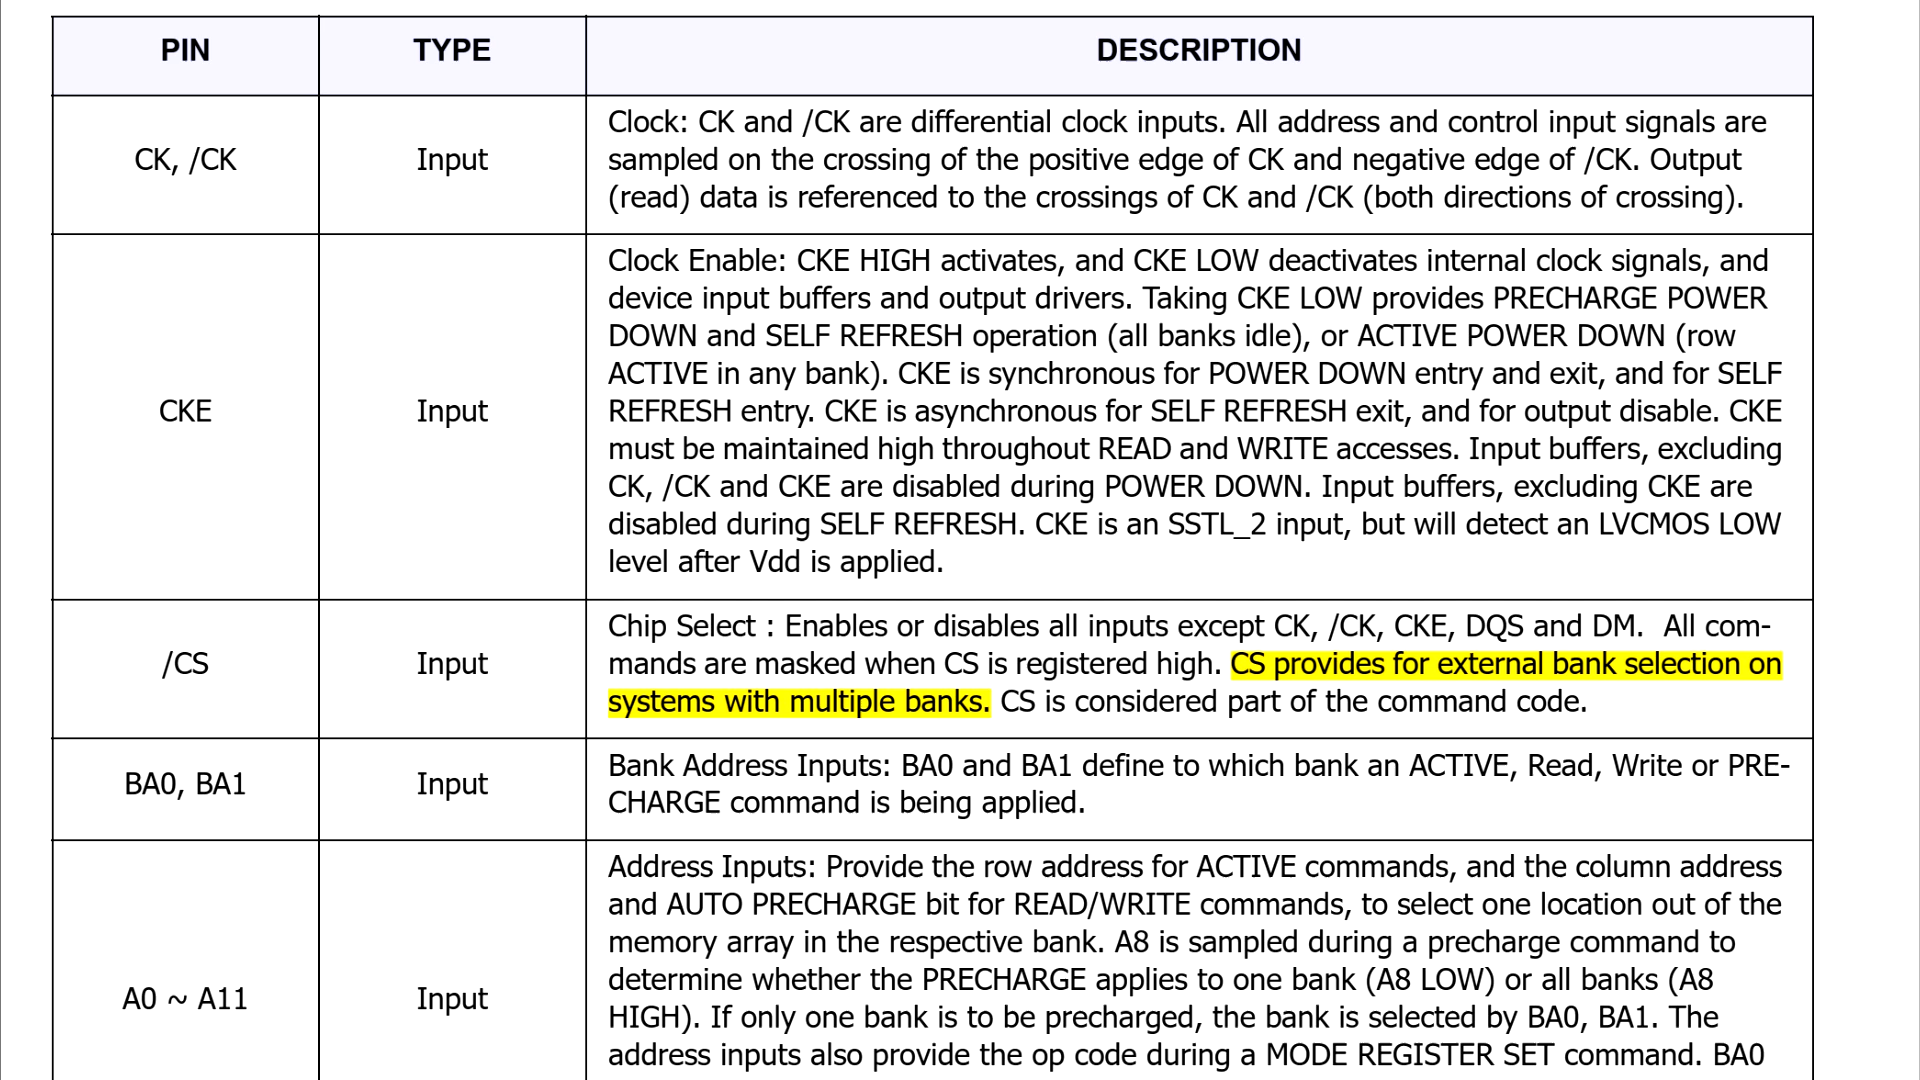 PIN TYPE DESCRIPTION
CK, /CK Input
Clock: CK and /CK are differential clock inputs. All address and control input signals are
sampled on the crossing of the positive edge of CK and negative edge of /CK. Output
(read) data is referenced to the crossings of CK and /CK (both directions of crossing).
CKE Input
Clock Enable: CKE HIGH activates, and CKE LOW deactivates internal clock signals, and
device input buffers and output drivers. Taking CKE LOW provides PRECHARGE POWER
DOWN and SELF REFRESH operation (all banks idle), or ACTIVE POWER DOWN (row
ACTIVE in any bank). CKE is synchronous for POWER DOWN entry and exit, and for SELF
REFRESH entry. CKE is asynchronous for SELF REFRESH exit, and for output disable. CKE
must be maintained high throughout READ and WRITE accesses. Input buffers, excluding
CK, /CK and CKE are disabled during POWER DOWN. Input buffers, excluding CKE are
disabled during SELF REFRESH. CKE is an SSTL_2 input, but will detect an LVCMOS LOW
level after Vdd is applied.
/CS Input
Chip Select : Enables or disables all inputs except CK, /CK, CKE, DQS and DM. All com-
mands are masked when CS is registered high. CS provides for external bank selection on
systems with multiple banks. CS is considered part of the command code.
BA0, BA1 Input
Bank Address Inputs: BA0 and BA1 define to which bank an ACTIVE, Read, Write or PRE-
CHARGE command is being applied.
A0 ~ A11 Input
Address Inputs: Provide the row address for ACTIVE commands, and the column address
and AUTO PRECHARGE bit for READ/WRITE commands, to select one location out of the
memory array in the respective bank. A8 is sampled during a precharge command to
determine whether the PRECHARGE applies to one bank (A8 LOW) or all banks (A8
HIGH). If only one bank is to be precharged, the bank is selected by BA0, BA1. The
address inputs also provide the op code during a MODE REGISTER SET command. BA0